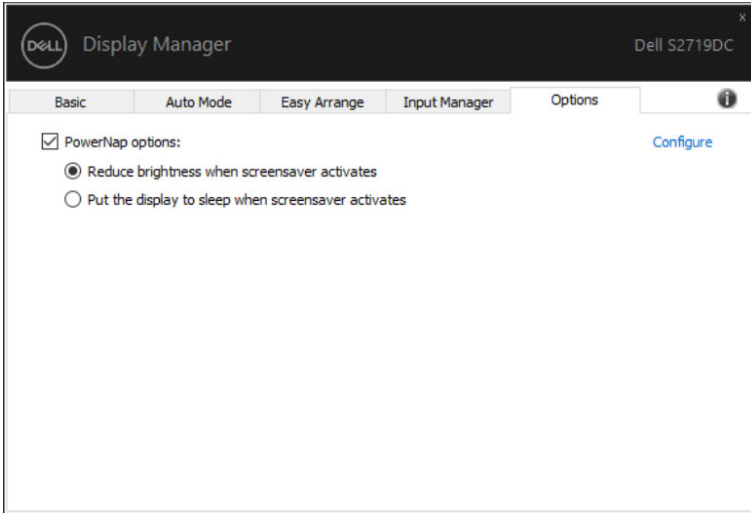 x
DELL Display Manager Dell S2719DC
Basic Auto Mode Easy Arrange Input Manager Options i
PowerNap options: Configure
Reduce brightness when screensaver activates
Put the display to sleep when screensaver activates